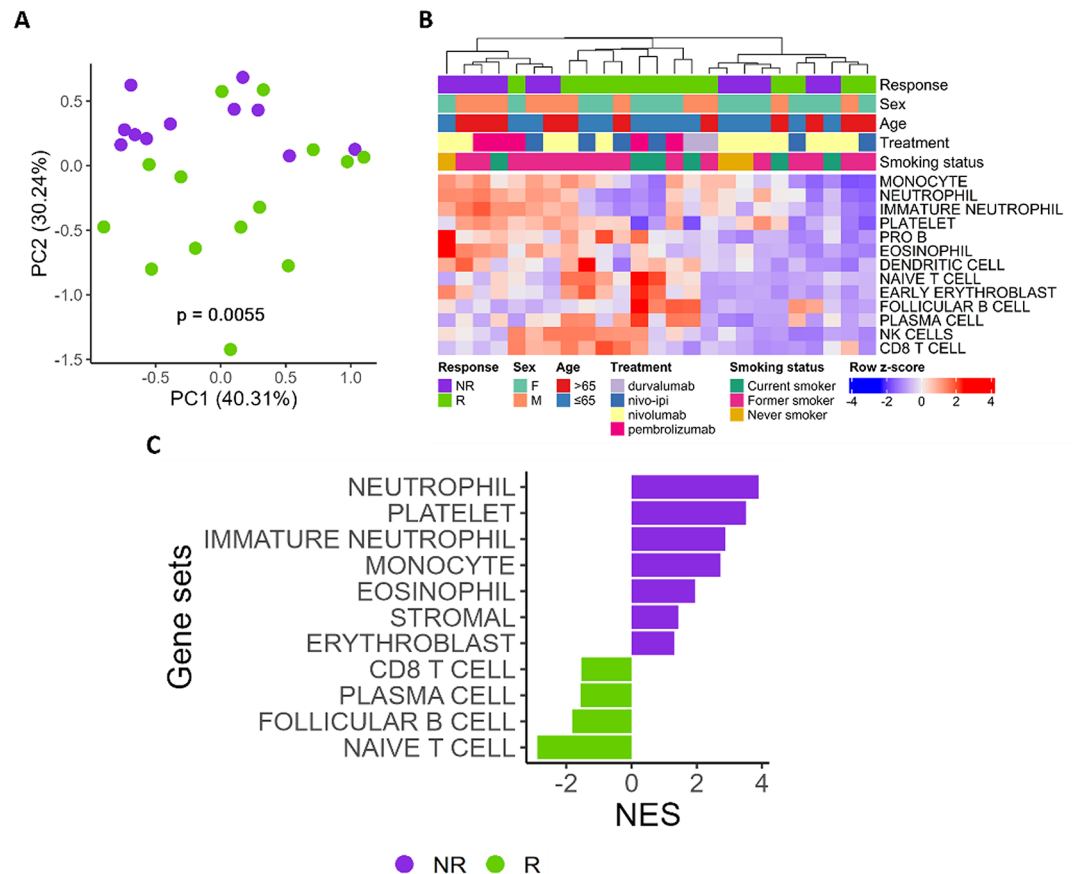 A
PC2 (30.24%)
0.5
0.0
-0.5
-1.0
-1.5
p = 0.0055
-0.5
0.0
0.5
1.0
PC1 (40.31%)
B
Response
Sex
Age
Treatment
Smoking status
MONOCYTE
NEUTROPHIL
IMMATURE NEUTROPHIL
PLATELET
PRO B
EOSINOPHIL
DENDRITIC CELL
NAIVE T CELL
EARLY ERYTHROBLAST
FOLLICULAR B CELL
PLASMA CELL
NK CELLS
CD8 T CELL
Response
NR
R
Sex
F
M
Age
>65
≤65
Treatment
durvalumab
nivo-ipi
nivolumab
pembrolizumab
Smoking status
Current smoker
Former smoker
Never smoker
Row z-score
-4 -2 0 2 4
C
Gene sets
NEUTROPHIL
PLATELET
IMMATURE NEUTROPHIL
MONOCYTE
EOSINOPHIL
STROMAL
ERYTHROBLAST
CD8 T CELL
PLASMA CELL
FOLLICULAR B CELL
NAIVE T CELL
-2 0 2 4
NES
NR R